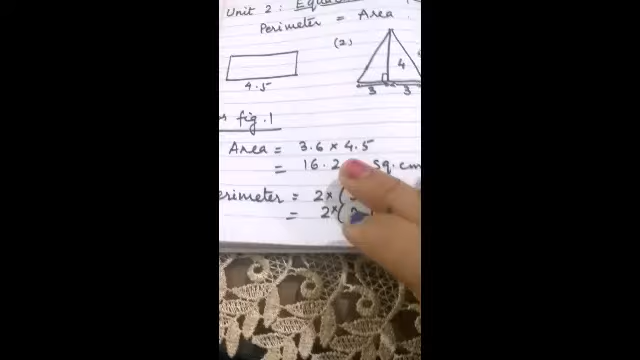 Unit 2:
Perimeter = Area
(2.)
4
4.5
3 3
fig. 1
Area = 3.6 × 4.5
= 16.2 sq.cm
= 2× (
= 2× (